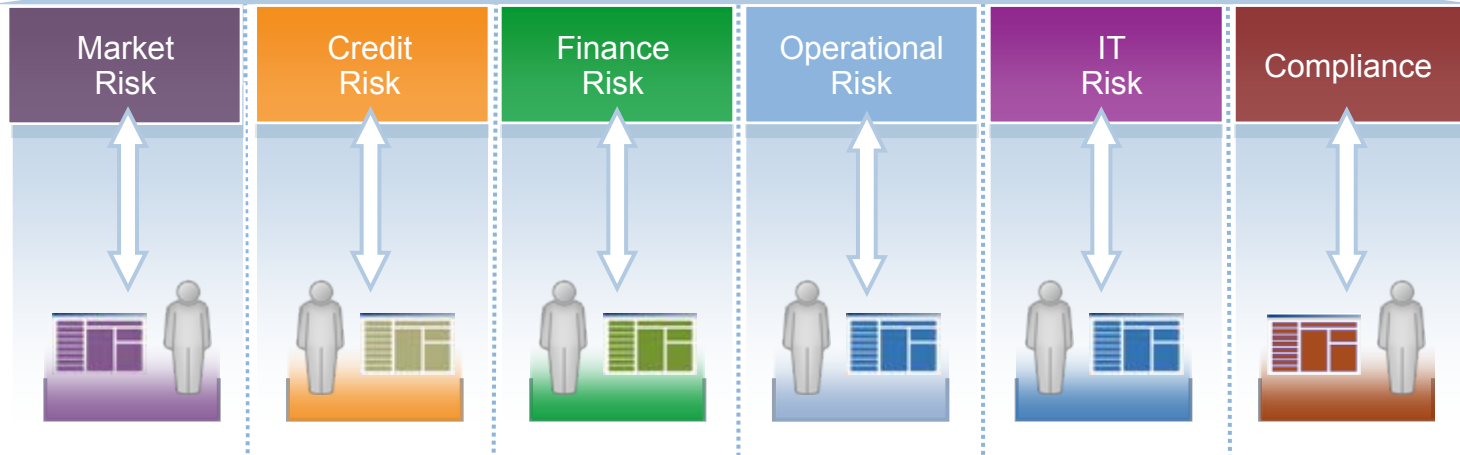 Market
Risk
Credit
Risk
Finance
Risk
Operational
Risk
IT
Risk
Compliance